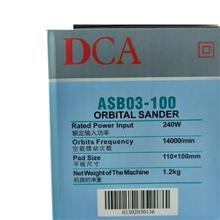 DCA
ASB03-100
ORBITAL SANDER
Rated Power Input 240W
额定输入功率
Orbits Frequency 14000/min
空载摆动次数
Pad Size 110×100mm
平板尺寸
Net Weight of The Machine 1.2kg
机器的净重
01302030136